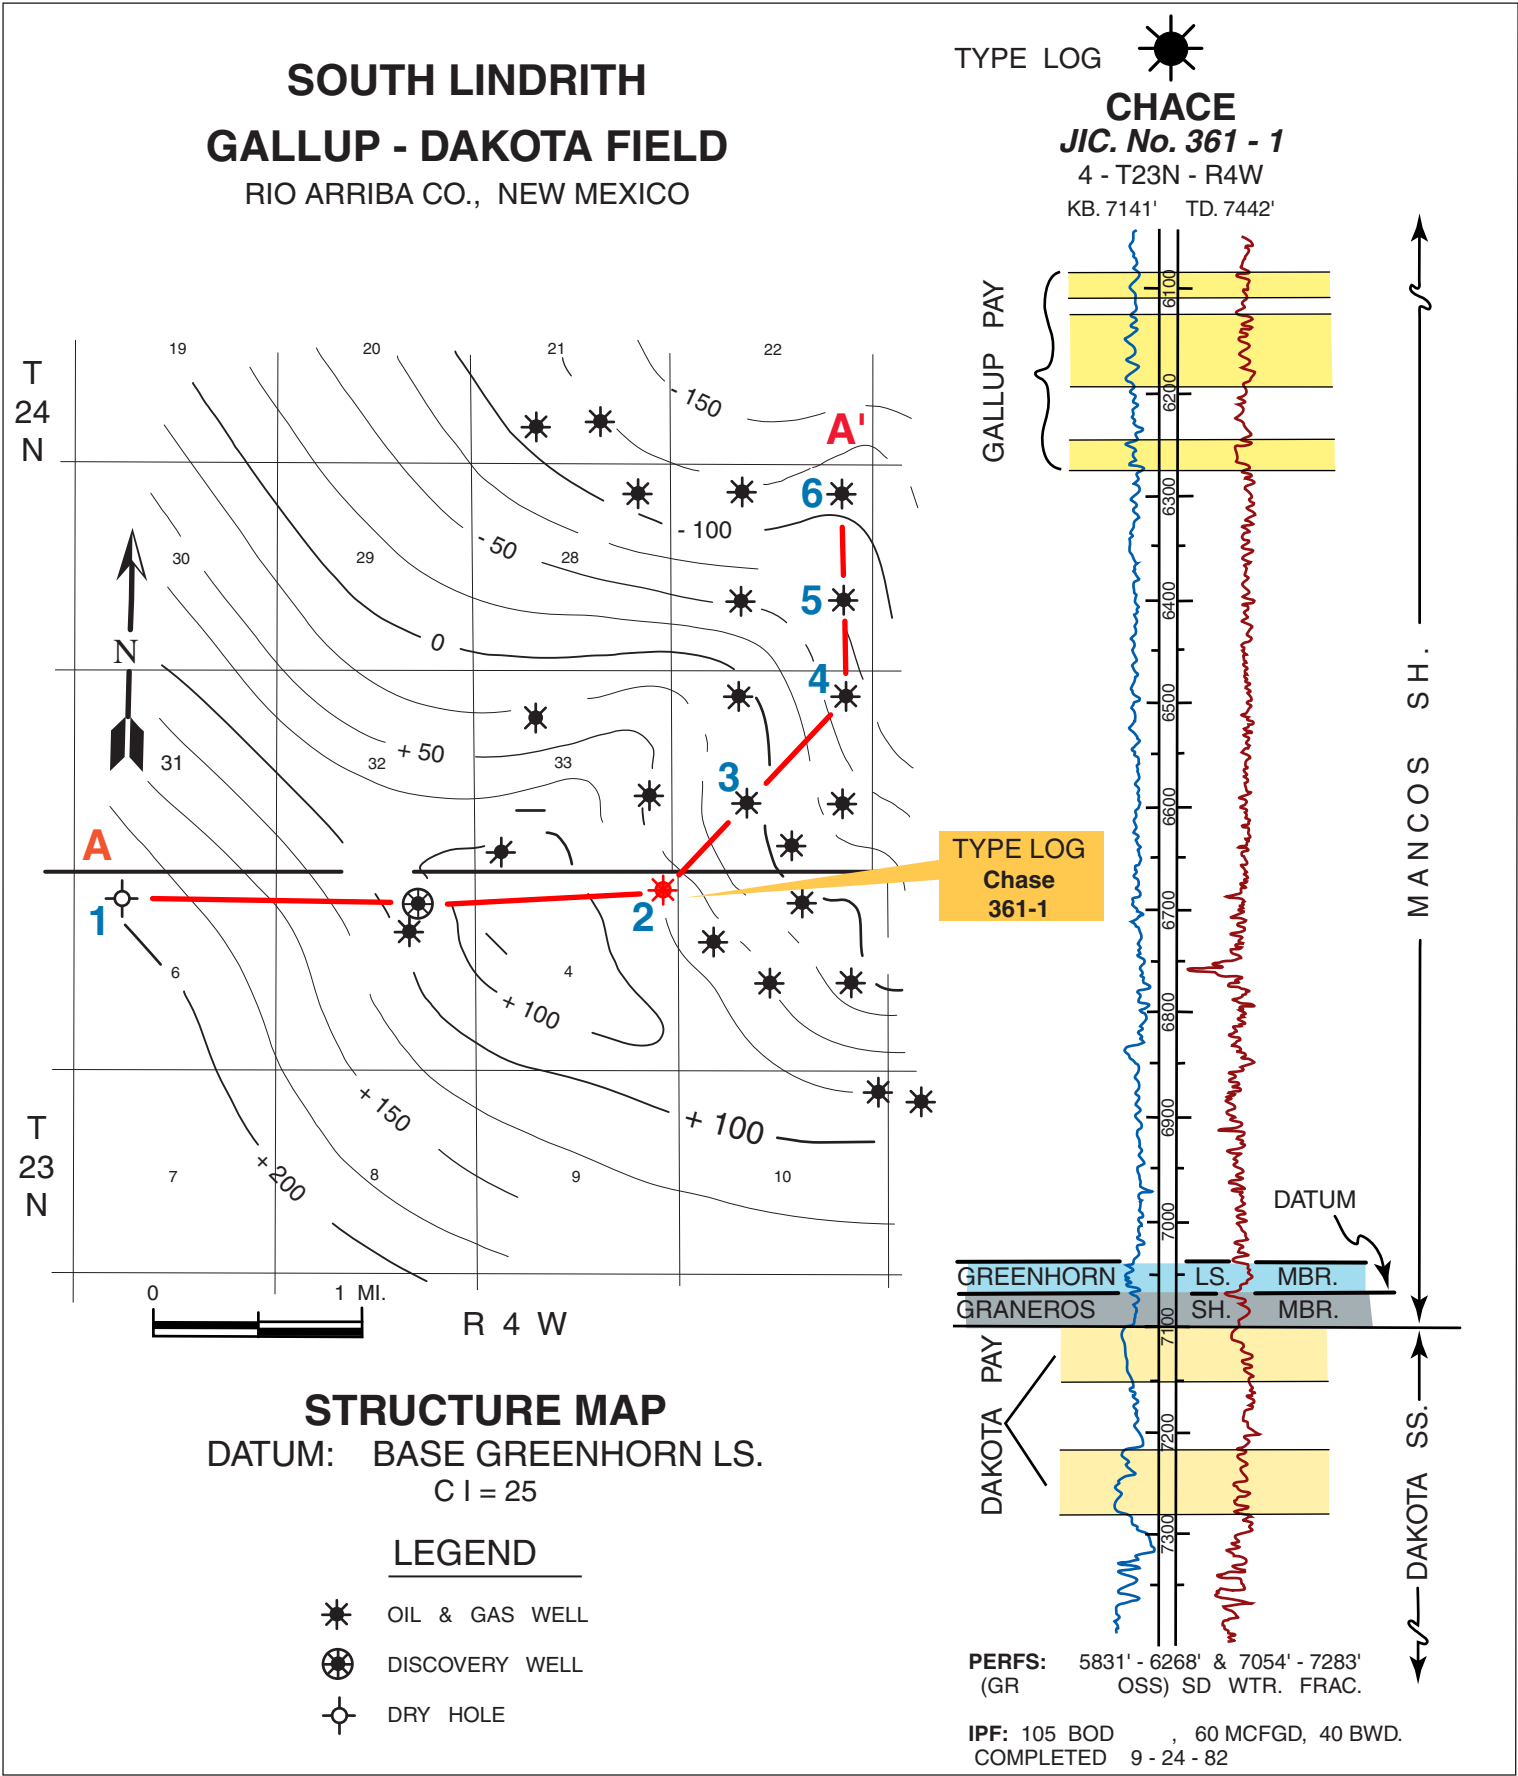 SOUTH LINDRITH
GALLUP - DAKOTA FIELD
RIO ARRIBA CO., NEW MEXICO
T
24
N
19
20
21
22
- 150
A'
6
- 100
- 50
30
29
28
5
N
0
4
+ 50
31
32
33
3
A
1
2
6
4
+ 100
+ 150
+ 100
T
23
N
7
+ 200
8
9
10
0
1 MI.
R 4 W
STRUCTURE MAP
DATUM: BASE GREENHORN LS.
C I = 25
LEGEND
OIL & GAS WELL
DISCOVERY WELL
DRY HOLE
TYPE LOG
Chase
361-1
TYPE LOG
CHACE
JIC. No. 361 - 1
4 - T23N - R4W
KB. 7141' TD. 7442'
GALLUP PAY
6100
6200
6300
6400
6500
6600
6700
6800
6900
7000
7100
7200
7300
MANCOS SH.
DATUM
GREENHORN LS. MBR.
GRANEROS SH. MBR.
DAKOTA PAY
DAKOTA SS.
PERFS: 5831' - 6268' & 7054' - 7283'
(GR OSS) SD WTR. FRAC.
IPF: 105 BOD , 60 MCFGD, 40 BWD.
COMPLETED 9 - 24 - 82